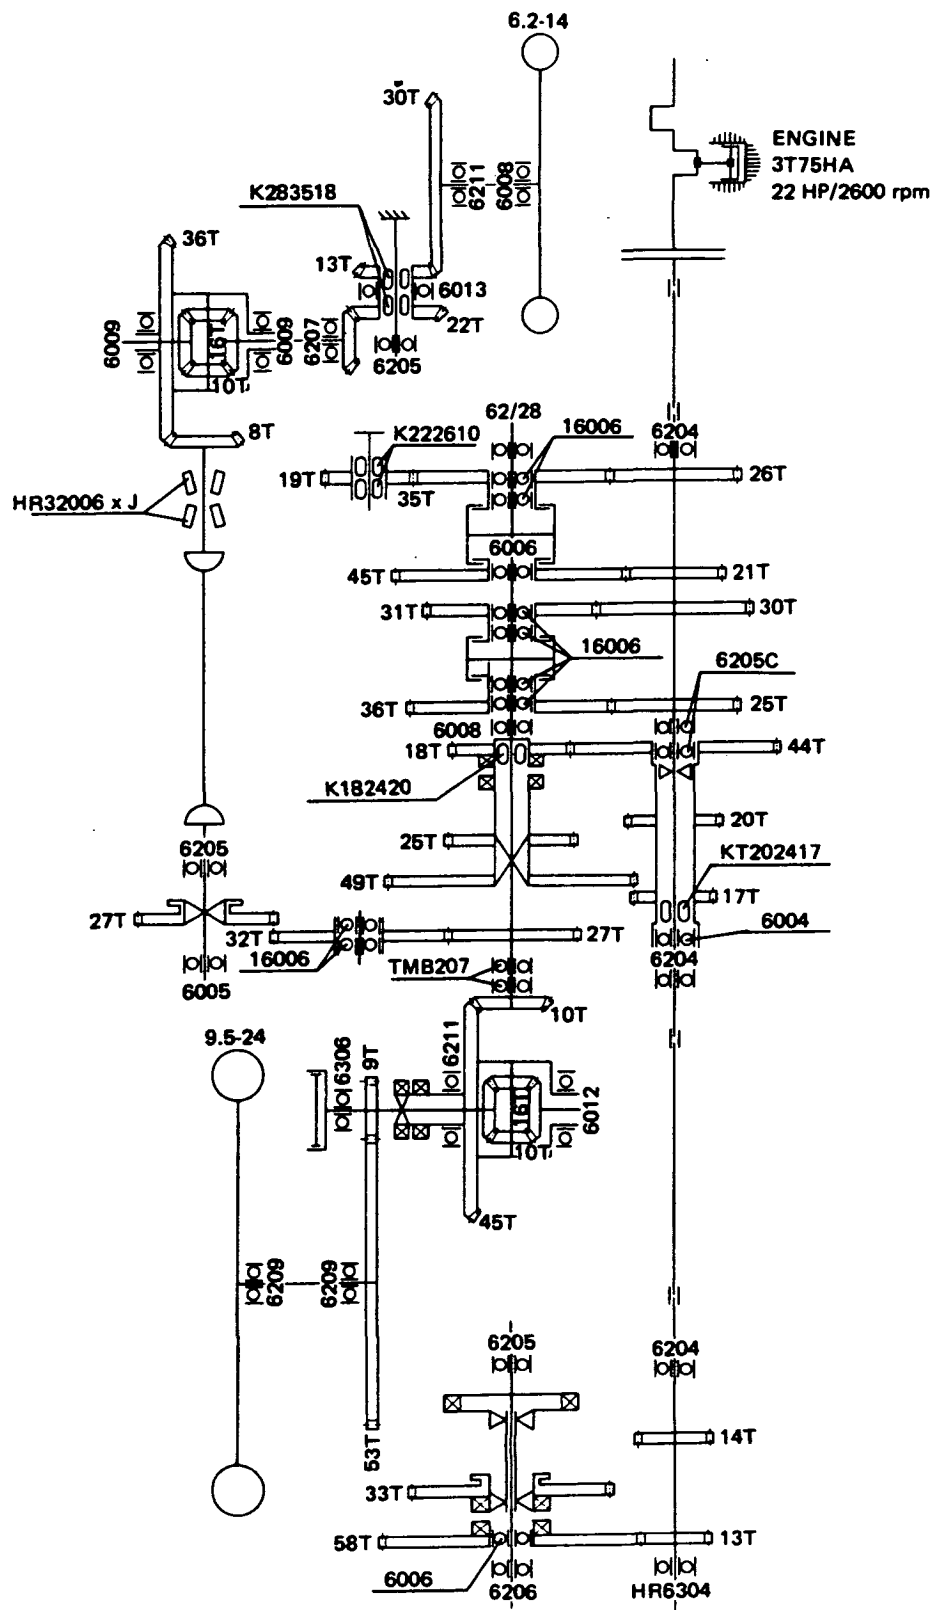 6.2-14
30T
ENGINE
3T75HA
22 HP/2600 rpm
K283518
6211
6008
36T
13T
6013
22T
6009
16T
6009
6207
6205
10T
8T
62/28
16006
K222610
6204
19T
35T
26T
HR32006 x J
6006
45T
21T
31T
30T
16006
6205C
36T
25T
6008
18T
44T
K182420
20T
6205
25T
KT202417
49T
17T
27T
32T
27T
6004
16006
TMB207
6204
6005
10T
9.5-24
6306
9T
6211
16T
6012
10T
45T
6209
6209
6205
6204
53T
14T
33T
58T
13T
6006
6206
HR6304